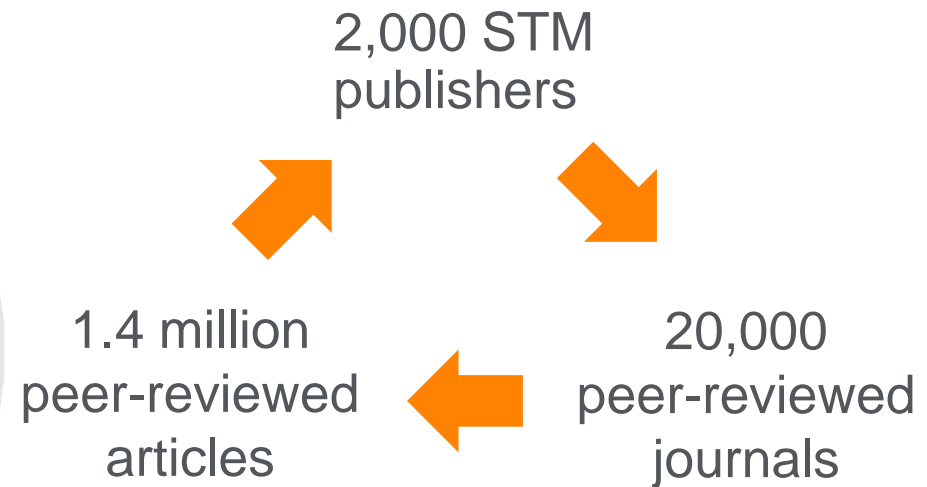 2,000 STM
publishers
20,000
peer-reviewed
journals
1.4 million
peer-reviewed
articles